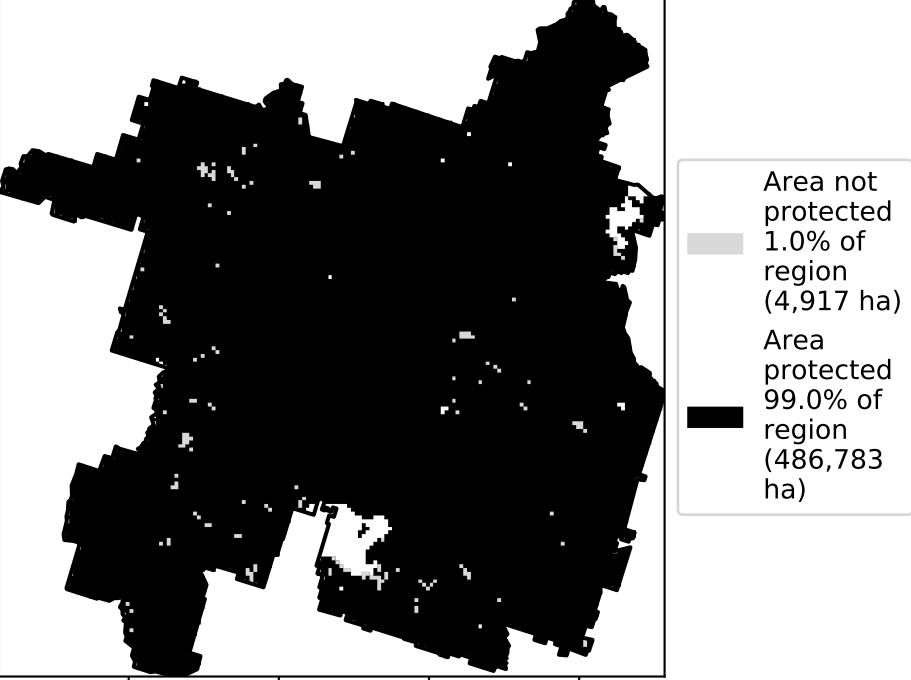 Area not
protected
1.0% of
region
(4,917 ha)
Area
protected
99.0% of
region
(486,783
ha)